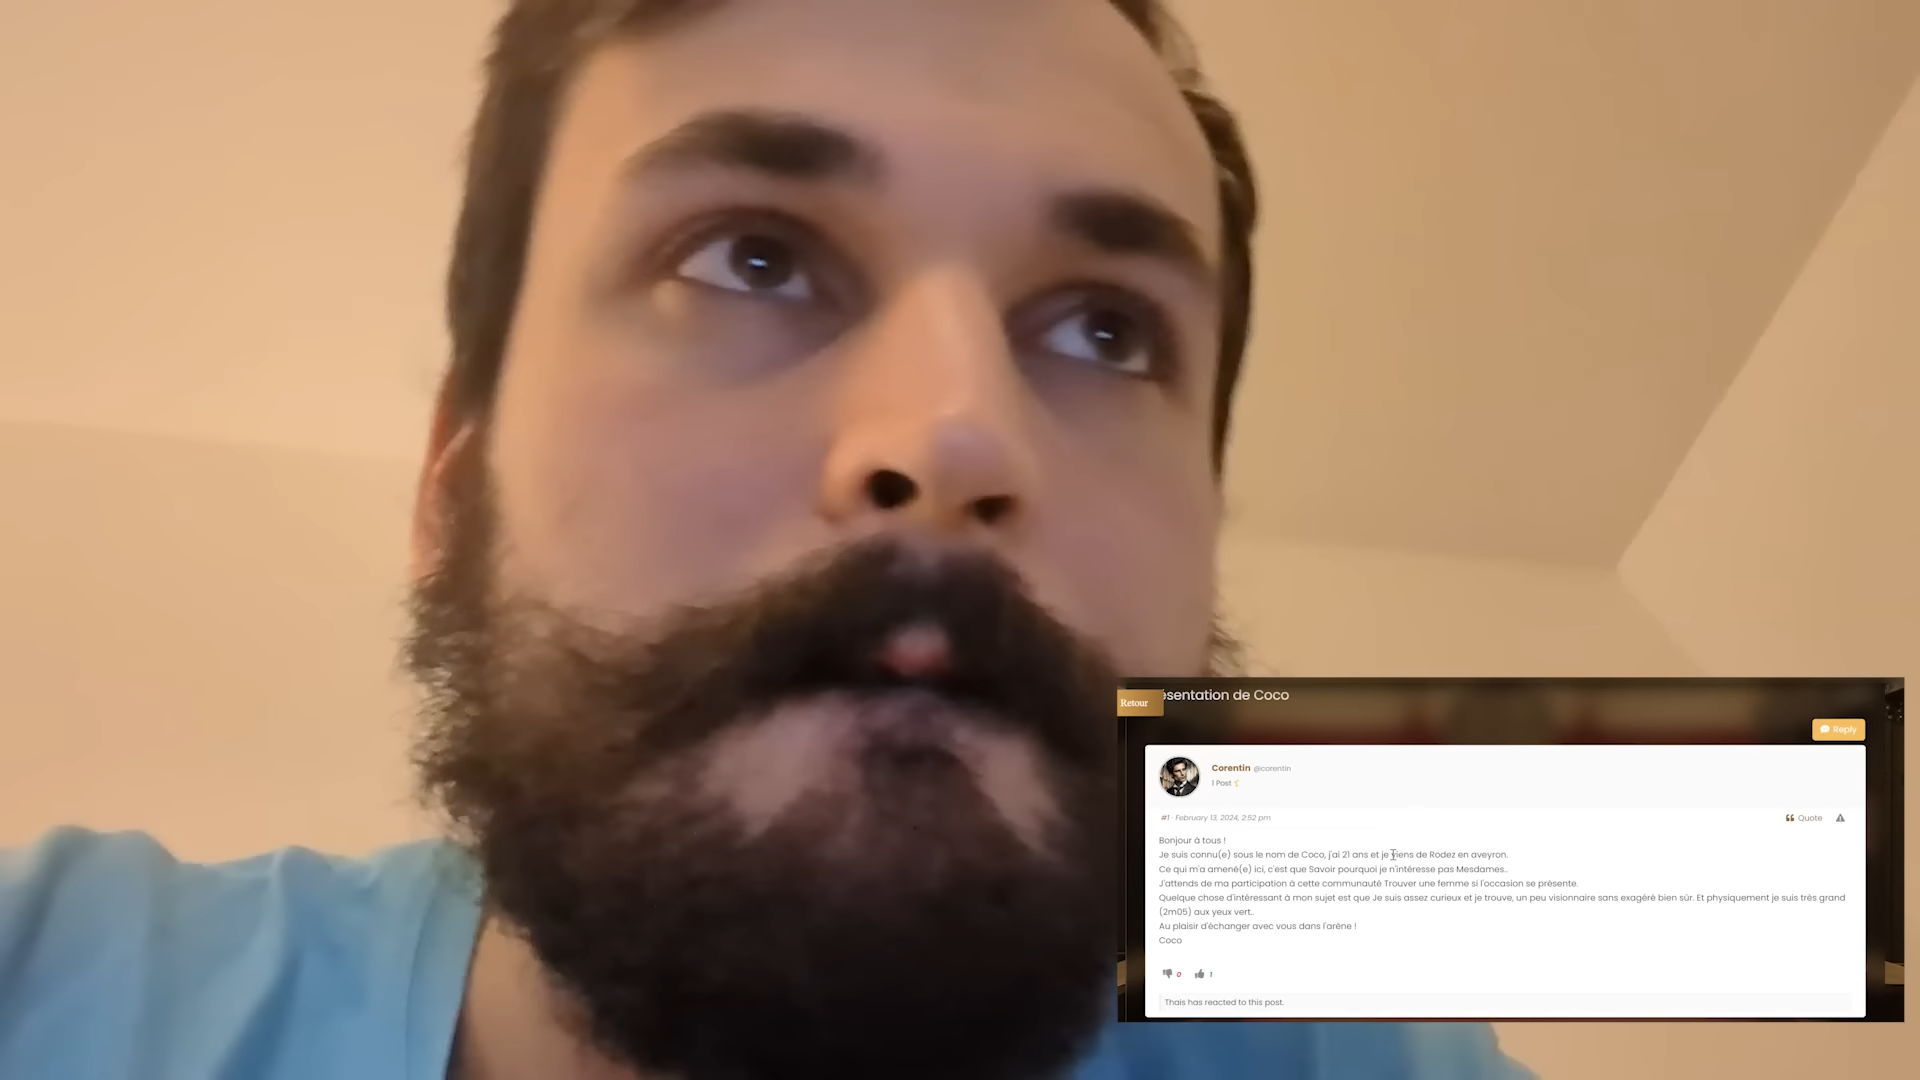 ésentation de Coco
Retour
Reply
Corentin @corentin
1 Post
#1 · February 13, 2024, 2:52 pm
Quote
Bonjour à tous !
Je suis connu(e) sous le nom de Coco, j'ai 21 ans et je viens de Rodez en aveyron.
Ce qui m'a amené(e) ici, c'est que Savoir pourquoi je n'intéresse pas Mesdames..
J'attends de ma participation à cette communauté Trouver une femme si l'occasion se présente.
Quelque chose d'intéressant à mon sujet est que Je suis assez curieux et je trouve, un peu visionnaire sans exagéré bien sûr. Et physiquement je suis très grand
(2m05) aux yeux vert..
Au plaisir d'échanger avec vous dans l'arène !
Coco
0 1
Thais has reacted to this post.